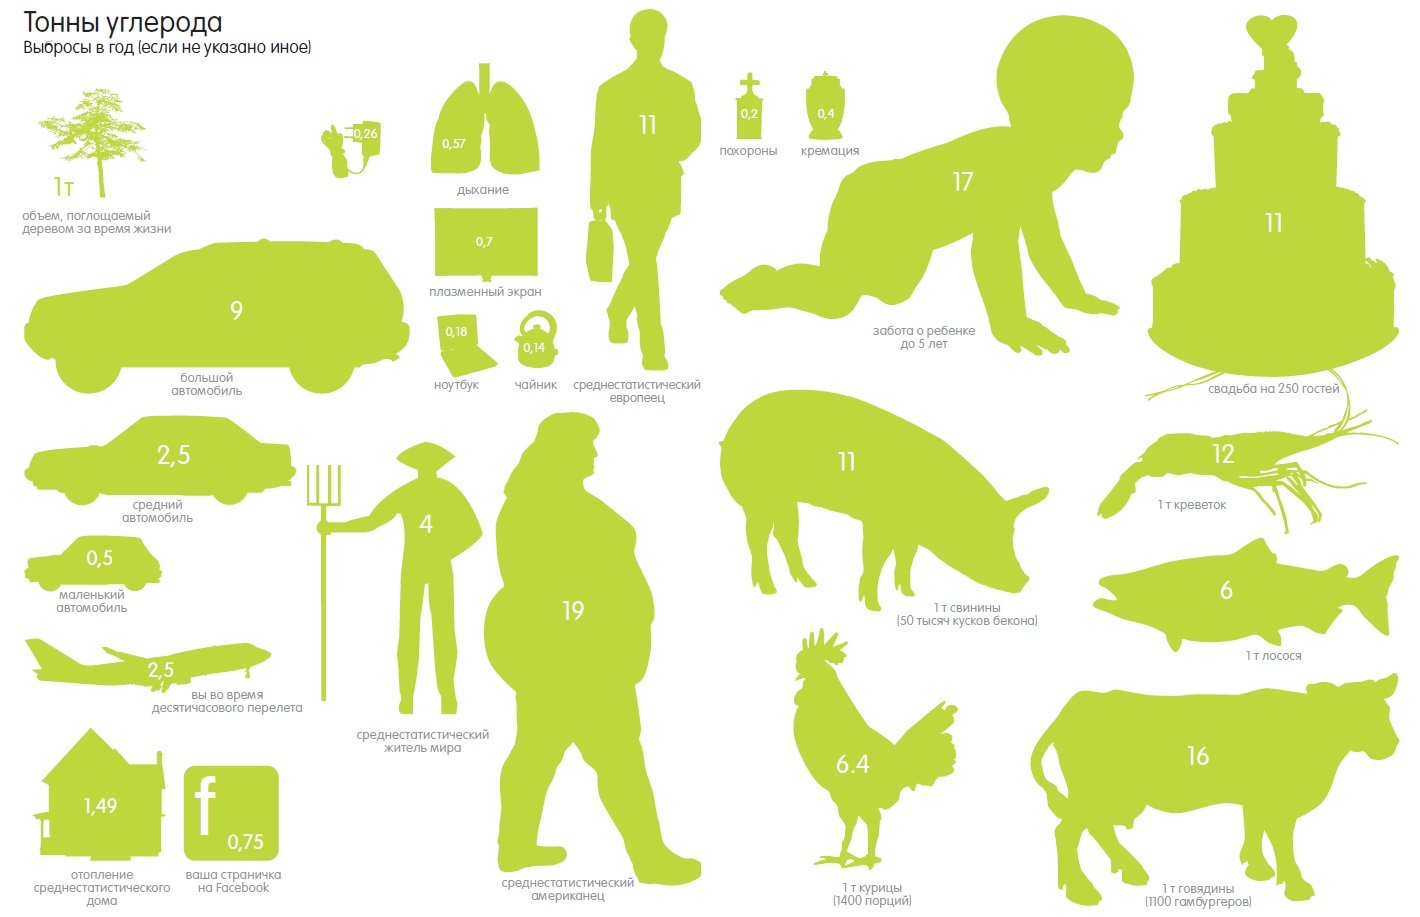 Тонны углерода
Выбросы в год (если не указано иное)
1т
объем, поглощаемый
деревом за время жизни
0,26
0,57
дыхание
0,7
плазменный экран
0,18
ноутбук
0,14
чайник
11
среднестатистический
европеец
0,2
похороны
0,4
кремация
17
забота о ребенке
до 5 лет
11
свадьба на 250 гостей
9
большой
автомобиль
2,5
средний
автомобиль
0,5
маленький
автомобиль
2,5
вы во время
десятичасового перелета
4
среднестатистический
житель мира
19
среднестатистический
американец
11
1 т свинины
(50 тысяч кусков бекона)
12
1 т креветок
6
1 т лосося
6.4
1 т курицы
(1400 порций)
16
1 т говядины
(1100 гамбургеров)
1,49
отопление
среднестатистического
дома
f
0,75
ваша страничка
на Facebook